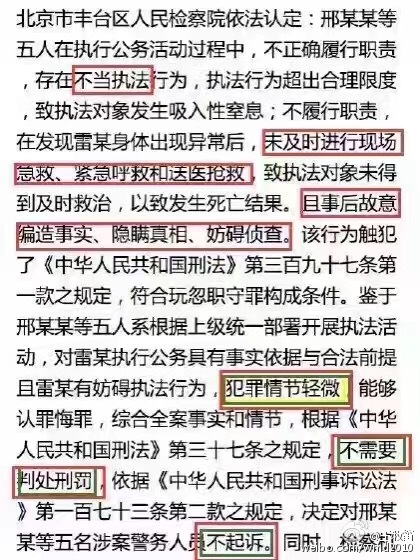 北京市丰台区人民检察院依法认定：邢某某等
五人在执行公务活动过程中，不正确履行职责
，存在不当执法行为，执法行为超出合理限度
，致执法对象发生吸入性窒息；不履行职责，
在发现雷某身体出现异常后，未及时进行现场
急救、紧急呼救和送医抢救，致执法对象未得
到及时救治，以致发生死亡结果。且事后故意
编造事实、隐瞒真相、妨碍侦查。该行为触犯
了《中华人民共和国刑法》第三百九十七条第
一款之规定，符合玩忽职守罪构成条件。鉴于
邢某某等五人系根据上级统一部署开展执法活
动，对雷某执行公务具有事实依据与合法前提
且雷某有妨碍执法行为，犯罪情节轻微，能够
认罪悔罪，综合全案事实和情节，根据《中华
人民共和国刑法》第三十七条之规定，不需要
判处刑罚，依据《中华人民共和国刑事诉讼法
》第一百七十三条第二款之规定，决定对邢某
某等五名涉案警务人员不起诉。同时，检察机